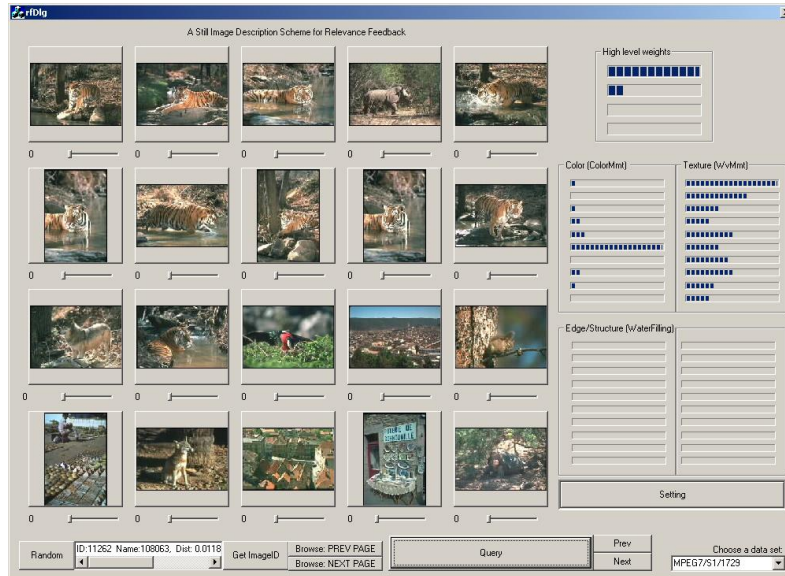 rfDlg
A Still Image Description Scheme for Relevance Feedback
High level weights
0 0 0 0 0
Color (ColorMmt)
Texture (WvMmt)
0 0 0 0 0
Edge/Structure (WaterFilling)
0 0 0 0 0
0 0 0 0 0
Setting
Random
ID:11262 Name:108063, Dist: 0.0118
Get ImageID
Browse: PREV PAGE
Browse: NEXT PAGE
Query
Prev
Next
Choose a data set:
MPEG7/S1/1729